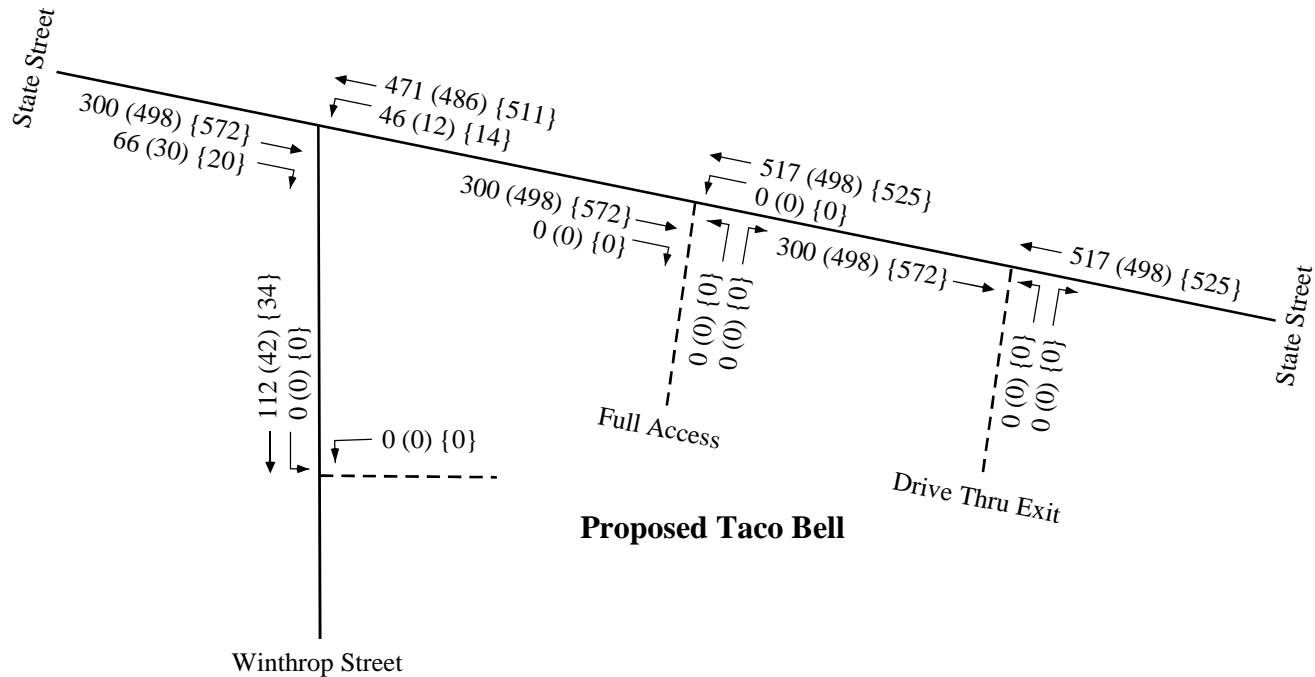 State Street
471 (486) {511}
46 (12) {14}
300 (498) {572}
66 (30) {20}
517 (498) {525}
0 (0) {0}
300 (498) {572}
0 (0) {0}
517 (498) {525}
300 (498) {572}
State Street
0 (0) {0}
0 (0) {0}
0 (0) {0}
0 (0) {0}
112 (42) {34}
0 (0) {0}
0 (0) {0}
Full Access
Drive Thru Exit
Proposed Taco Bell
Winthrop Street